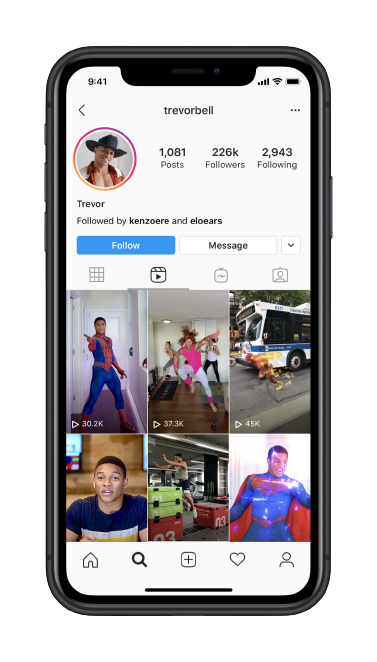 9:41
trevorbell
1,081 226k 2,943
Posts Followers Following
Trevor
Followed by kenzoere and eloears
Follow Message
30.2K 37.3K 45K
03